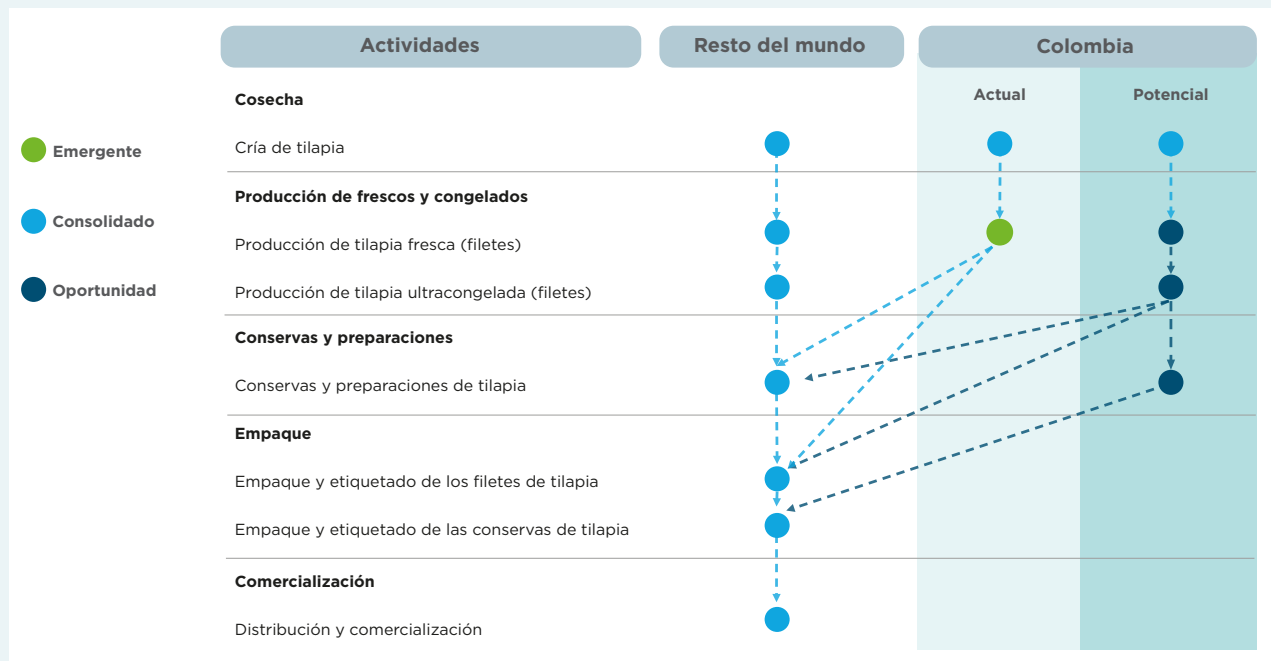 Actividades
Resto del mundo
Colombia
Actual
Potencial
Emergente
Consolidado
Oportunidad
Cosecha
Cría de tilapia
Producción de frescos y congelados
Producción de tilapia fresca (filetes)
Producción de tilapia ultracongelada (filetes)
Conservas y preparaciones
Conservas y preparaciones de tilapia
Empaque
Empaque y etiquetado de los filetes de tilapia
Empaque y etiquetado de las conservas de tilapia
Comercialización
Distribución y comercialización